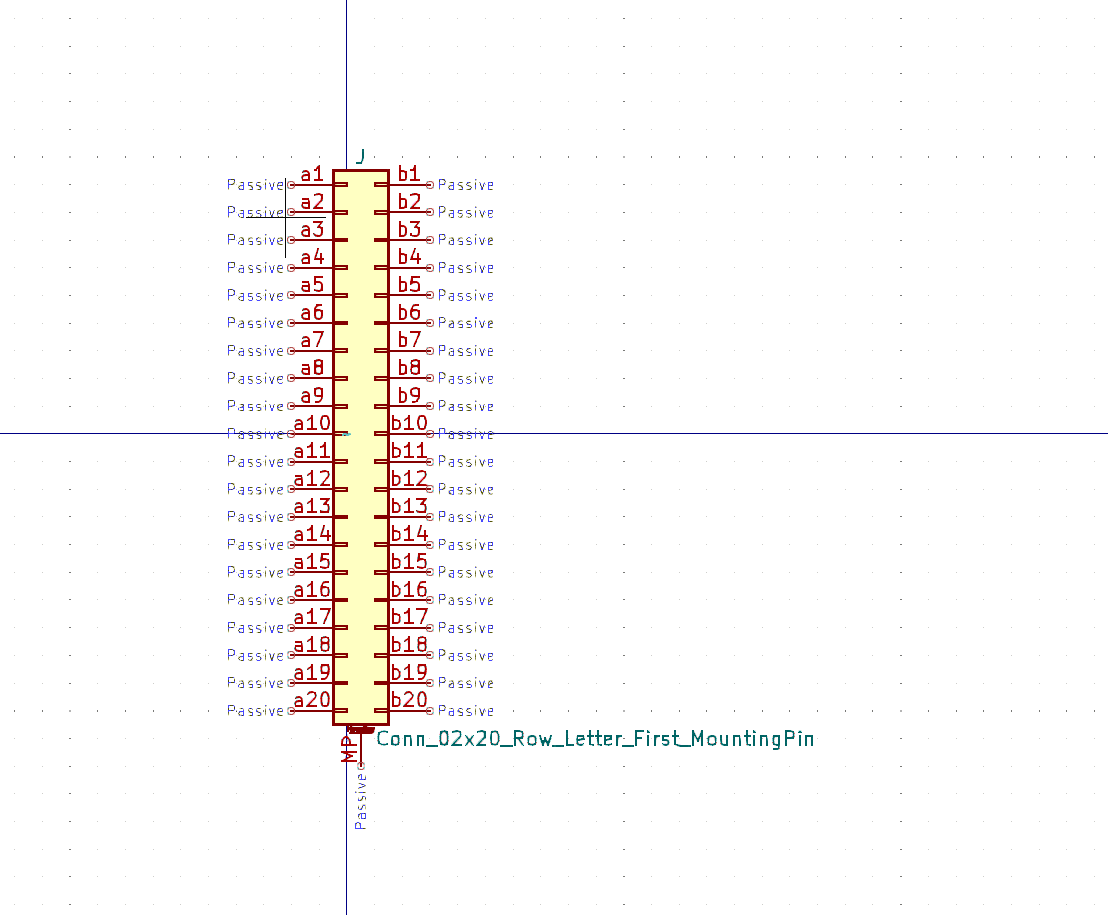 J
Passive a1 b1 Passive
Passive a2 b2 Passive
Passive a3 b3 Passive
Passive a4 b4 Passive
Passive a5 b5 Passive
Passive a6 b6 Passive
Passive a7 b7 Passive
Passive a8 b8 Passive
Passive a9 b9 Passive
Passive a10 b10 Passive
Passive a11 b11 Passive
Passive a12 b12 Passive
Passive a13 b13 Passive
Passive a14 b14 Passive
Passive a15 b15 Passive
Passive a16 b16 Passive
Passive a17 b17 Passive
Passive a18 b18 Passive
Passive a19 b19 Passive
Passive a20 b20 Passive
MP Conn_02x20_Row_Letter_First_MountingPin
Passive